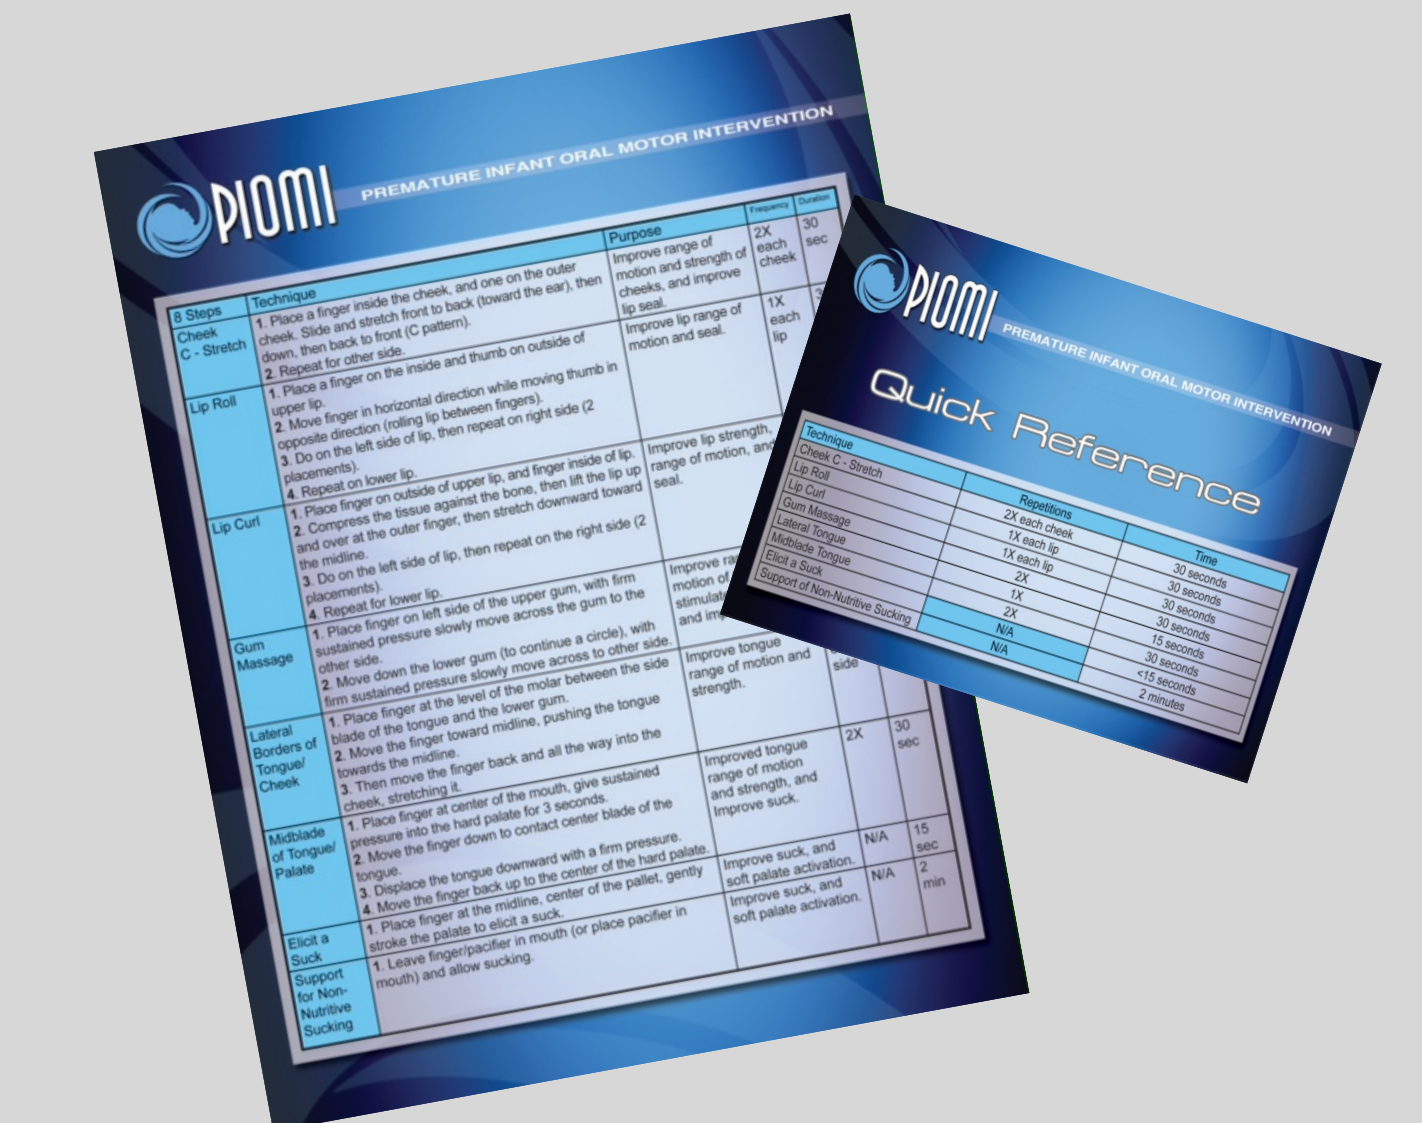 PIOMI
PREMATURE INFANT ORAL MOTOR INTERVENTION
8 Steps
Technique
Purpose
Frequency
Duration
Cheek
C - Stretch
1. Place a finger inside the cheek, and one on the outer
cheek. Slide and stretch front to back (toward the ear), then
down, then back to front (C pattern).
2. Repeat for other side.
Improve range of
motion and strength of
cheeks, and improve
lip seal.
2X
each
cheek
30
sec
Lip Roll
1. Place a finger on the inside and thumb on outside of
upper lip.
2. Move finger in horizontal direction while moving thumb in
opposite direction (rolling lip between fingers).
3. Do on the left side of lip, then repeat on right side (2
placements).
4. Repeat on lower lip.
Improve lip range of
motion and seal.
1X
each
lip
Lip Curl
1. Place finger on outside of upper lip, and finger inside of lip.
2. Compress the tissue against the bone, then lift the lip up
and over at the outer finger, then stretch downward toward
the midline.
3. Do on the left side of lip, then repeat on the right side (2
placements).
4. Repeat for lower lip.
Improve lip strength,
range of motion, and
seal.
Gum
Massage
1. Place finger on left side of the upper gum, with firm
sustained pressure slowly move across the gum to the
other side.
2. Move down the lower gum (to continue a circle), with
firm sustained pressure slowly move across to other side.
Improve
motion of
stimulate
and
Lateral
Borders of
Tongue/
Cheek
1. Place finger at the level of the molar between the side
blade of the tongue and the lower gum.
2. Move the finger toward midline, pushing the tongue
towards the midline.
3. Then move the finger back and all the way into the
cheek, stretching it.
Improve tongue
range of motion and
strength.
side
Midblade
of Tongue/
Palate
1. Place finger at center of the mouth, give sustained
pressure into the hard palate for 3 seconds.
2. Move the finger down to contact center blade of the
tongue.
3. Displace the tongue downward with a firm pressure.
4. Move the finger back up to the center of the hard palate.
Improved tongue
range of motion
and strength, and
Improve suck.
2X
30
sec
Elicit a
Suck
1. Place finger at the midline, center of the pallet, gently
stroke the palate to elicit a suck.
Improve suck, and
soft palate activation.
N/A
15
sec
Support
for Non-
Nutritive
Sucking
1. Leave finger/pacifier in mouth (or place pacifier in
mouth) and allow sucking.
Improve suck, and
soft palate activation.
N/A
2
min
PIOMI
PREMATURE INFANT ORAL MOTOR INTERVENTION
Quick Reference
Technique Repetitions Time
Cheek C - Stretch 2X each cheek 30 seconds
Lip Roll 1X each lip 30 seconds
Lip Curl 1X each lip 30 seconds
Gum Massage 2X 15 seconds
Lateral Tongue 1X 30 seconds
Midblade Tongue 2X <15 seconds
Elicit a Suck N/A 2 minutes
Support of Non-Nutritive Sucking N/A